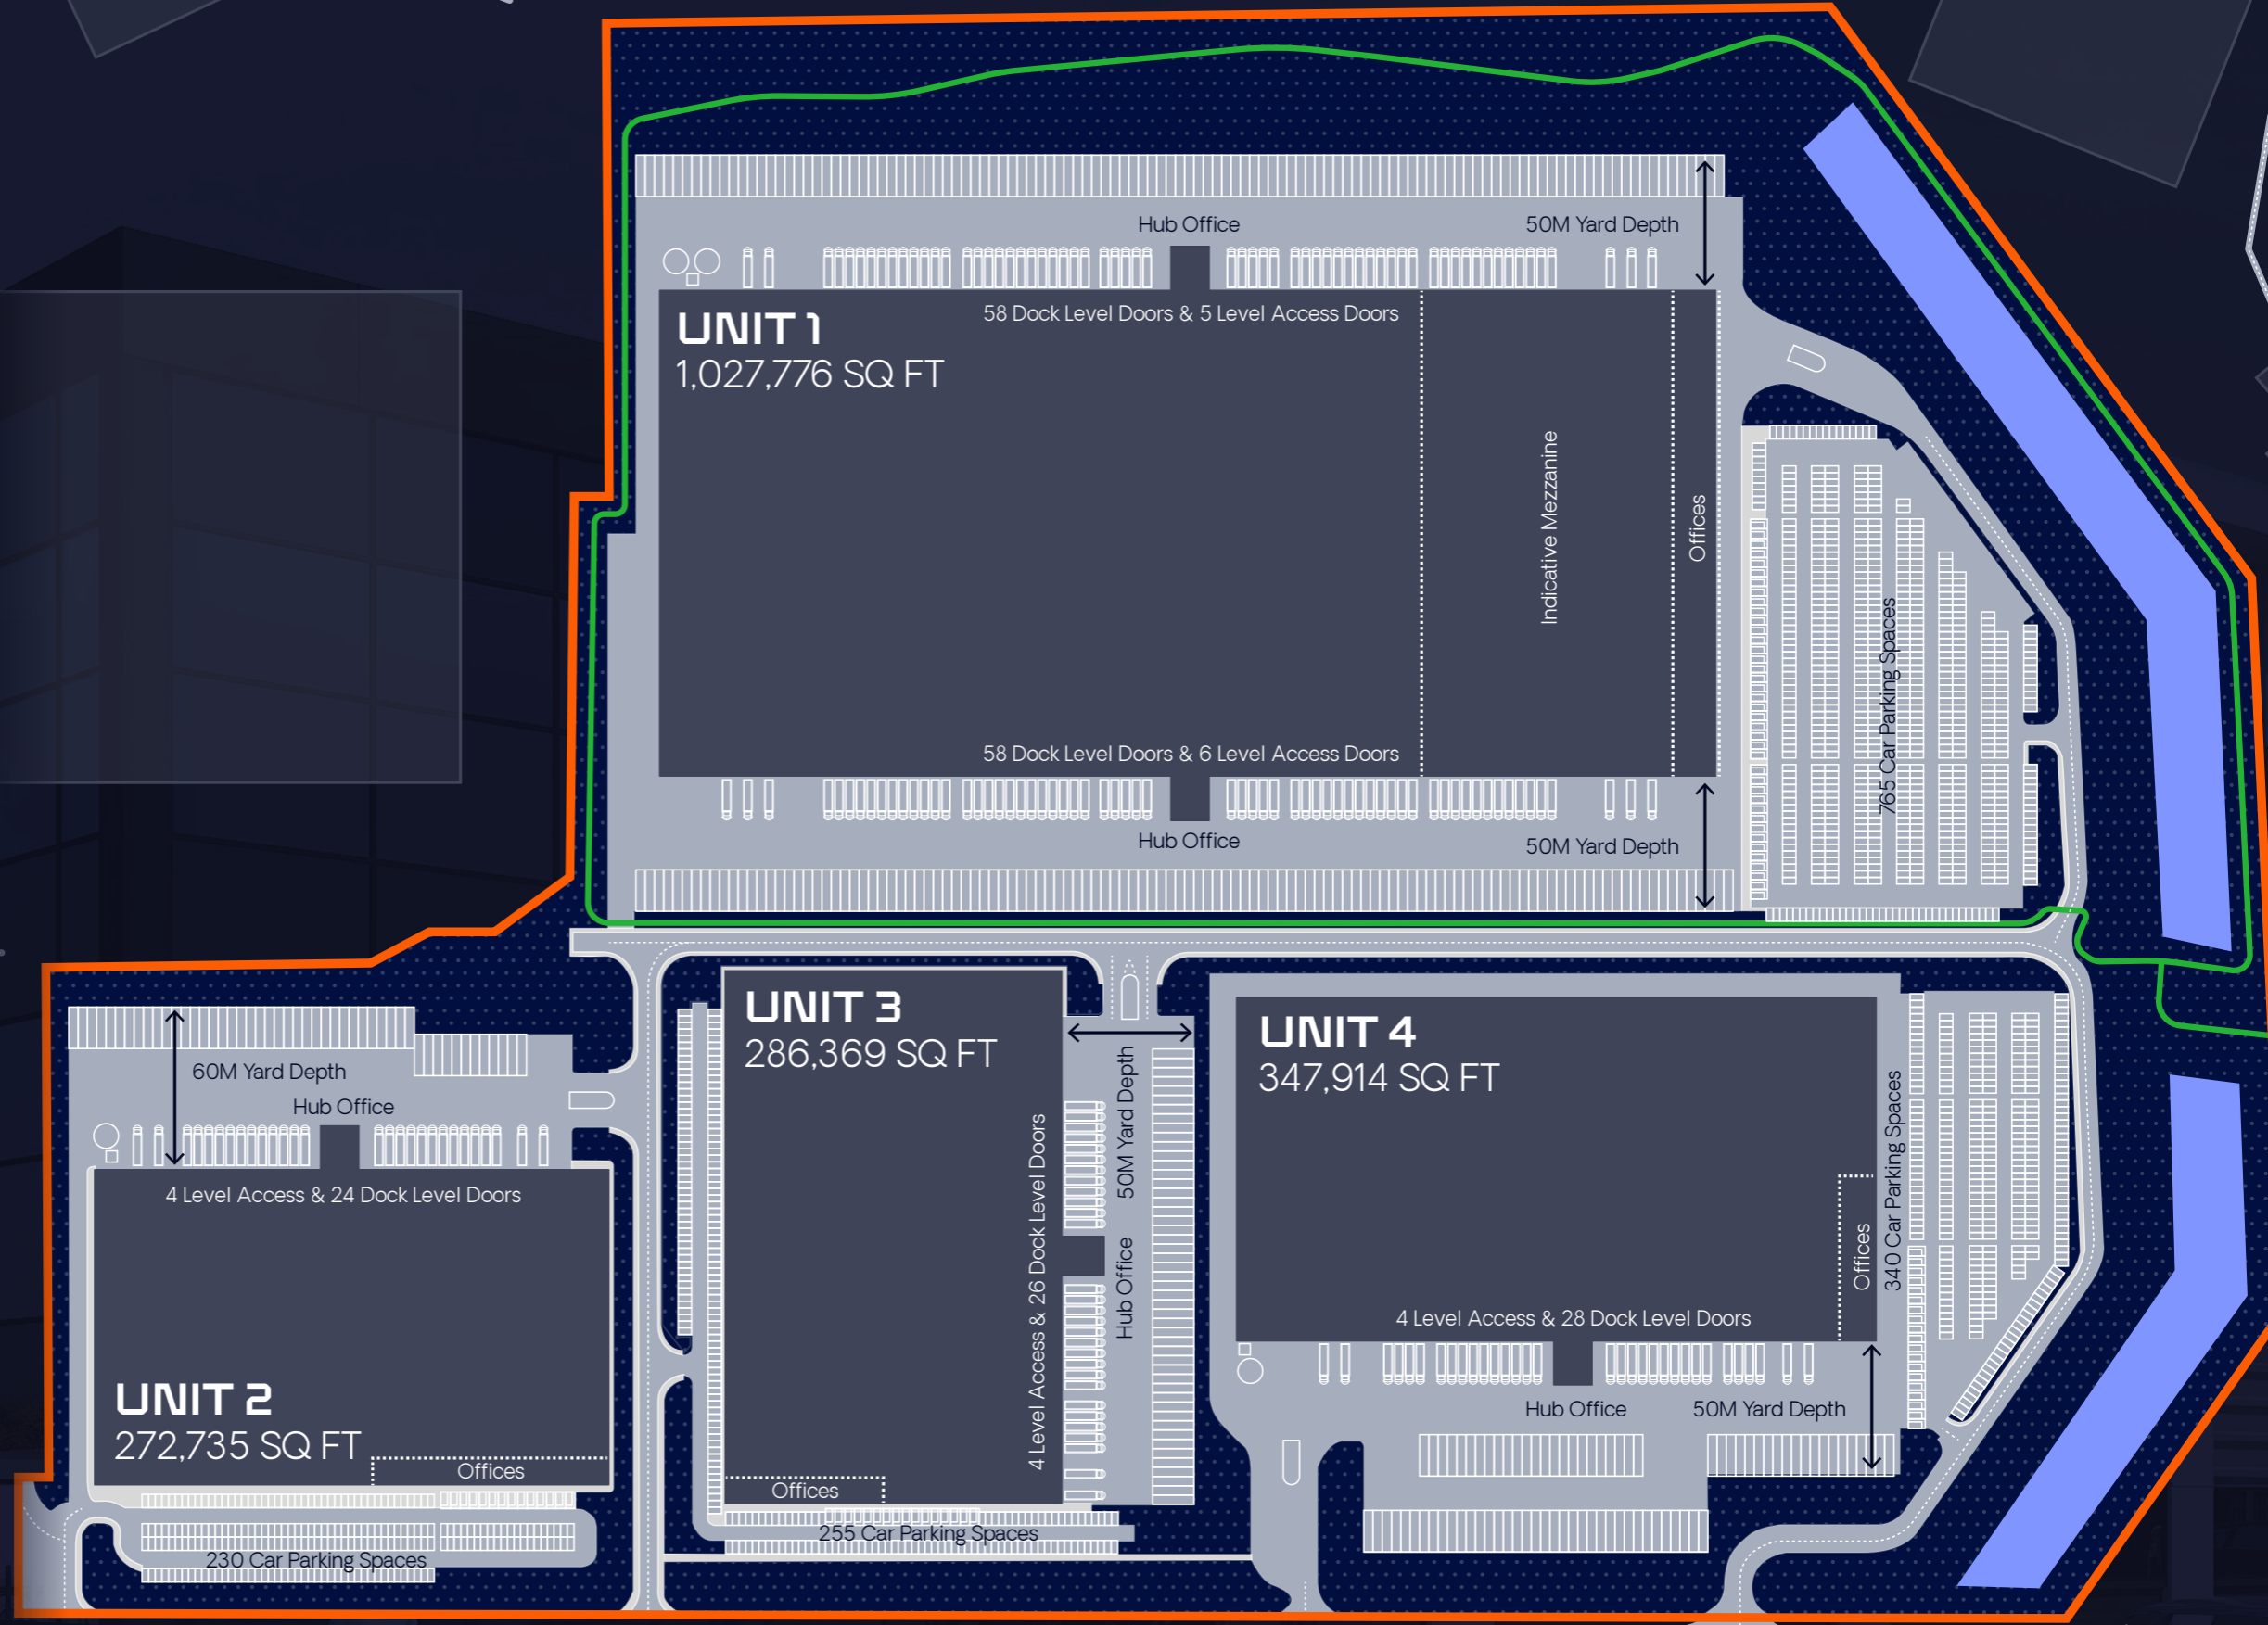 Hub Office
50M Yard Depth
58 Dock Level Doors & 5 Level Access Doors
UNIT 1
1,027,776 SQ FT
Indicative Mezzanine
Offices
765 Car Parking Spaces
58 Dock Level Doors & 6 Level Access Doors
Hub Office
50M Yard Depth
60M Yard Depth
Hub Office
4 Level Access & 24 Dock Level Doors
UNIT 2
272,735 SQ FT
Offices
230 Car Parking Spaces
UNIT 3
286,369 SQ FT
4 Level Access & 26 Dock Level Doors
50M Yard Depth
Hub Office
Offices
255 Car Parking Spaces
UNIT 4
347,914 SQ FT
Offices
340 Car Parking Spaces
4 Level Access & 28 Dock Level Doors
Hub Office
50M Yard Depth